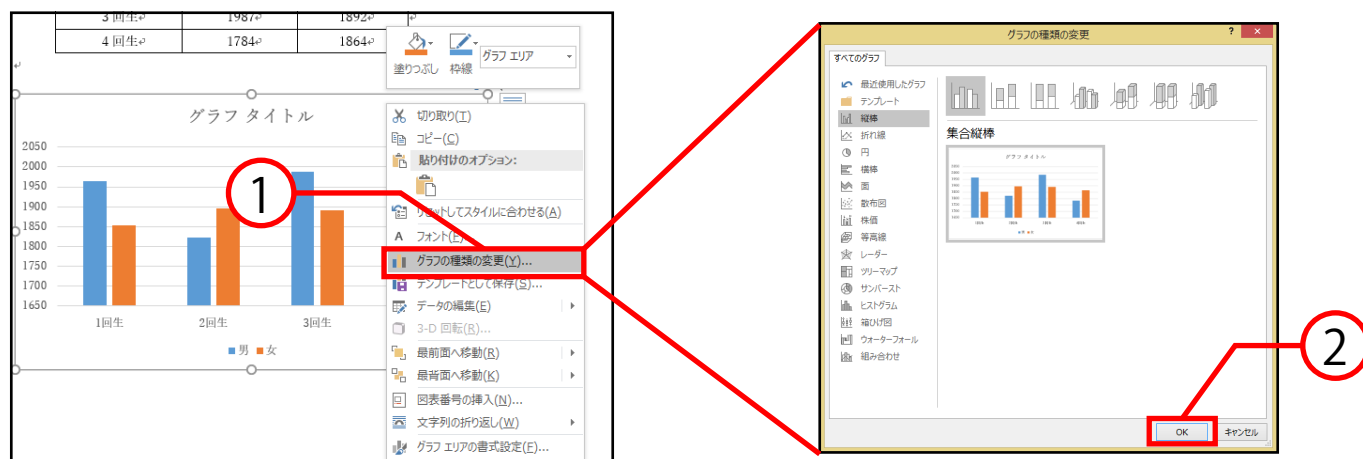 3 回生↵ 1987↵ 1892↵
4 回生↵ 1784↵ 1864↵
塗りつぶし 枠線 グラフ エリア
グラフ タイトル
2050
2000
1950
1900
1850
1800
1750
1700
1650
1回生 2回生 3回生
男 女
切り取り(T)
コピー(C)
貼り付けのオプション:
リセットしてスタイルに合わせる(A)
A フォント(F)...
グラフの種類の変更(Y)...
テンプレートとして保存(S)...
データの編集(E)
3-D 回転(R)...
最前面へ移動(R)
最背面へ移動(K)
図表番号の挿入(N)...
文字列の折り返し(W)
グラフ エリアの書式設定(F)...
1
グラフの種類の変更 ? ×
すべてのグラフ
最近使用したグラフ
テンプレート
縦棒
折れ線
円
横棒
面
散布図
株価
等高線
レーダー
ツリーマップ
サンバースト
ヒストグラム
箱ひげ図
ウォーターフォール
組み合わせ
集合縦棒
グラフ タイトル
OK キャンセル
2